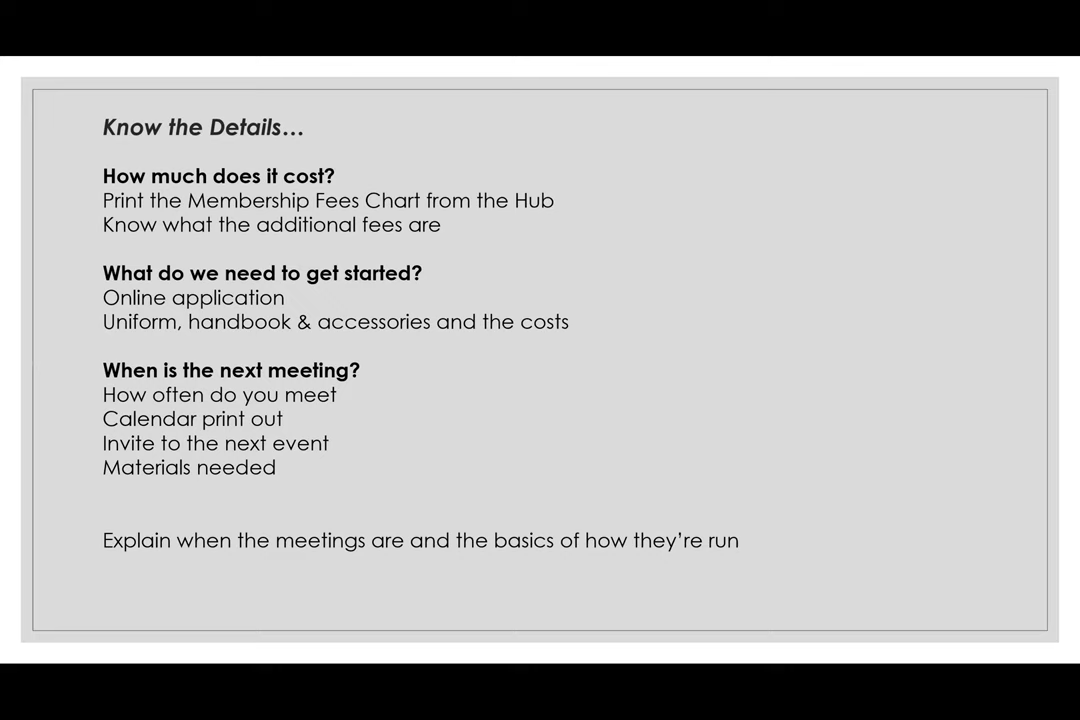 Know the Details…
How much does it cost?
Print the Membership Fees Chart from the Hub
Know what the additional fees are
What do we need to get started?
Online application
Uniform, handbook & accessories and the costs
When is the next meeting?
How often do you meet
Calendar print out
Invite to the next event
Materials needed
Explain when the meetings are and the basics of how they’re run